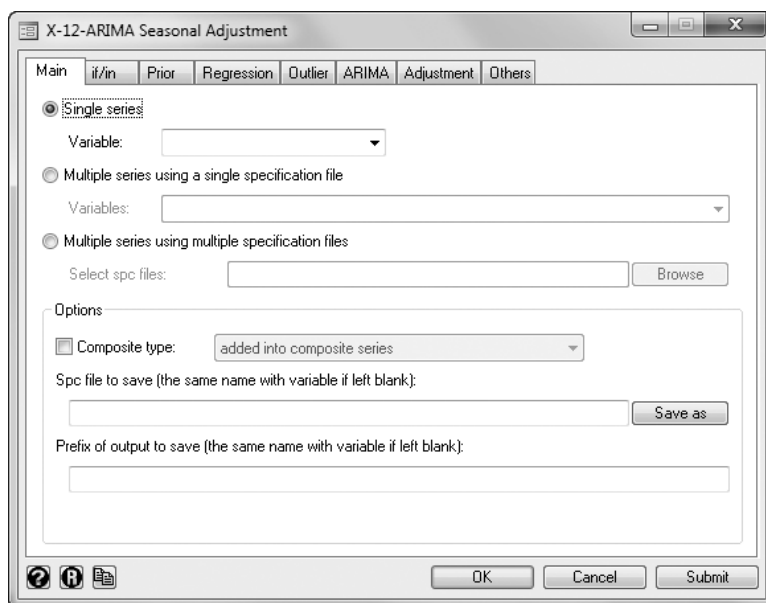 X-12-ARIMA Seasonal Adjustment
Main if/in Prior Regression Outlier ARIMA Adjustment Others
Single series
Variable:
Multiple series using a single specification file
Variables:
Multiple series using multiple specification files
Select spc files: Browse
Options
Composite type: added into composite series
Spc file to save (the same name with variable if left blank):
Save as
Prefix of output to save (the same name with variable if left blank):
? R OK Cancel Submit